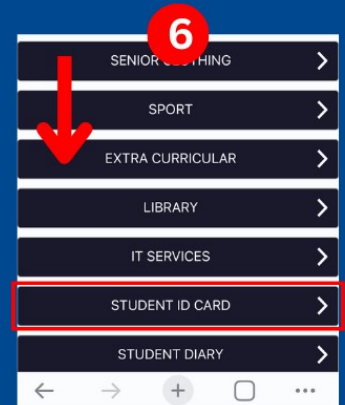 6
SENIOR CLOTHING
SPORT
EXTRA CURRICULAR
LIBRARY
IT SERVICES
STUDENT ID CARD
STUDENT DIARY